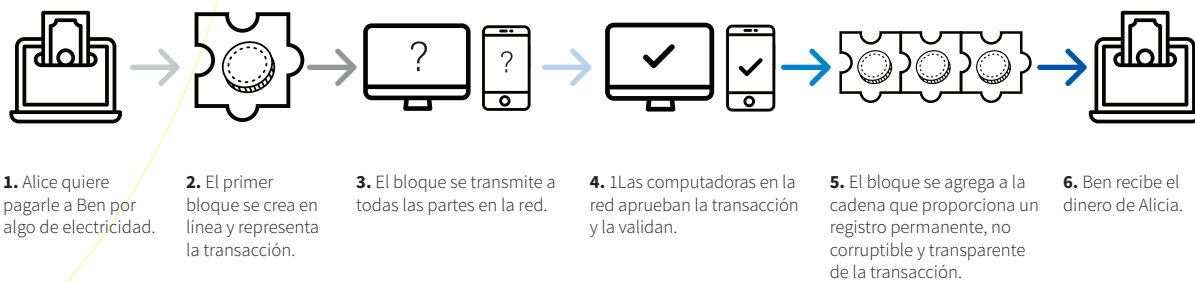 ? ?
1. Alice quiere
pagarle a Ben por
algo de electricidad.
2. El primer
bloque se crea en
línea y representa
la transacción.
3. El bloque se transmite a
todas las partes en la red.
4. 1Las computadoras en la
red aprueban la transacción
y la validan.
5. El bloque se agrega a la
cadena que proporciona un
registro permanente, no
corruptible y transparente
de la transacción.
6. Ben recibe el
dinero de Alicia.